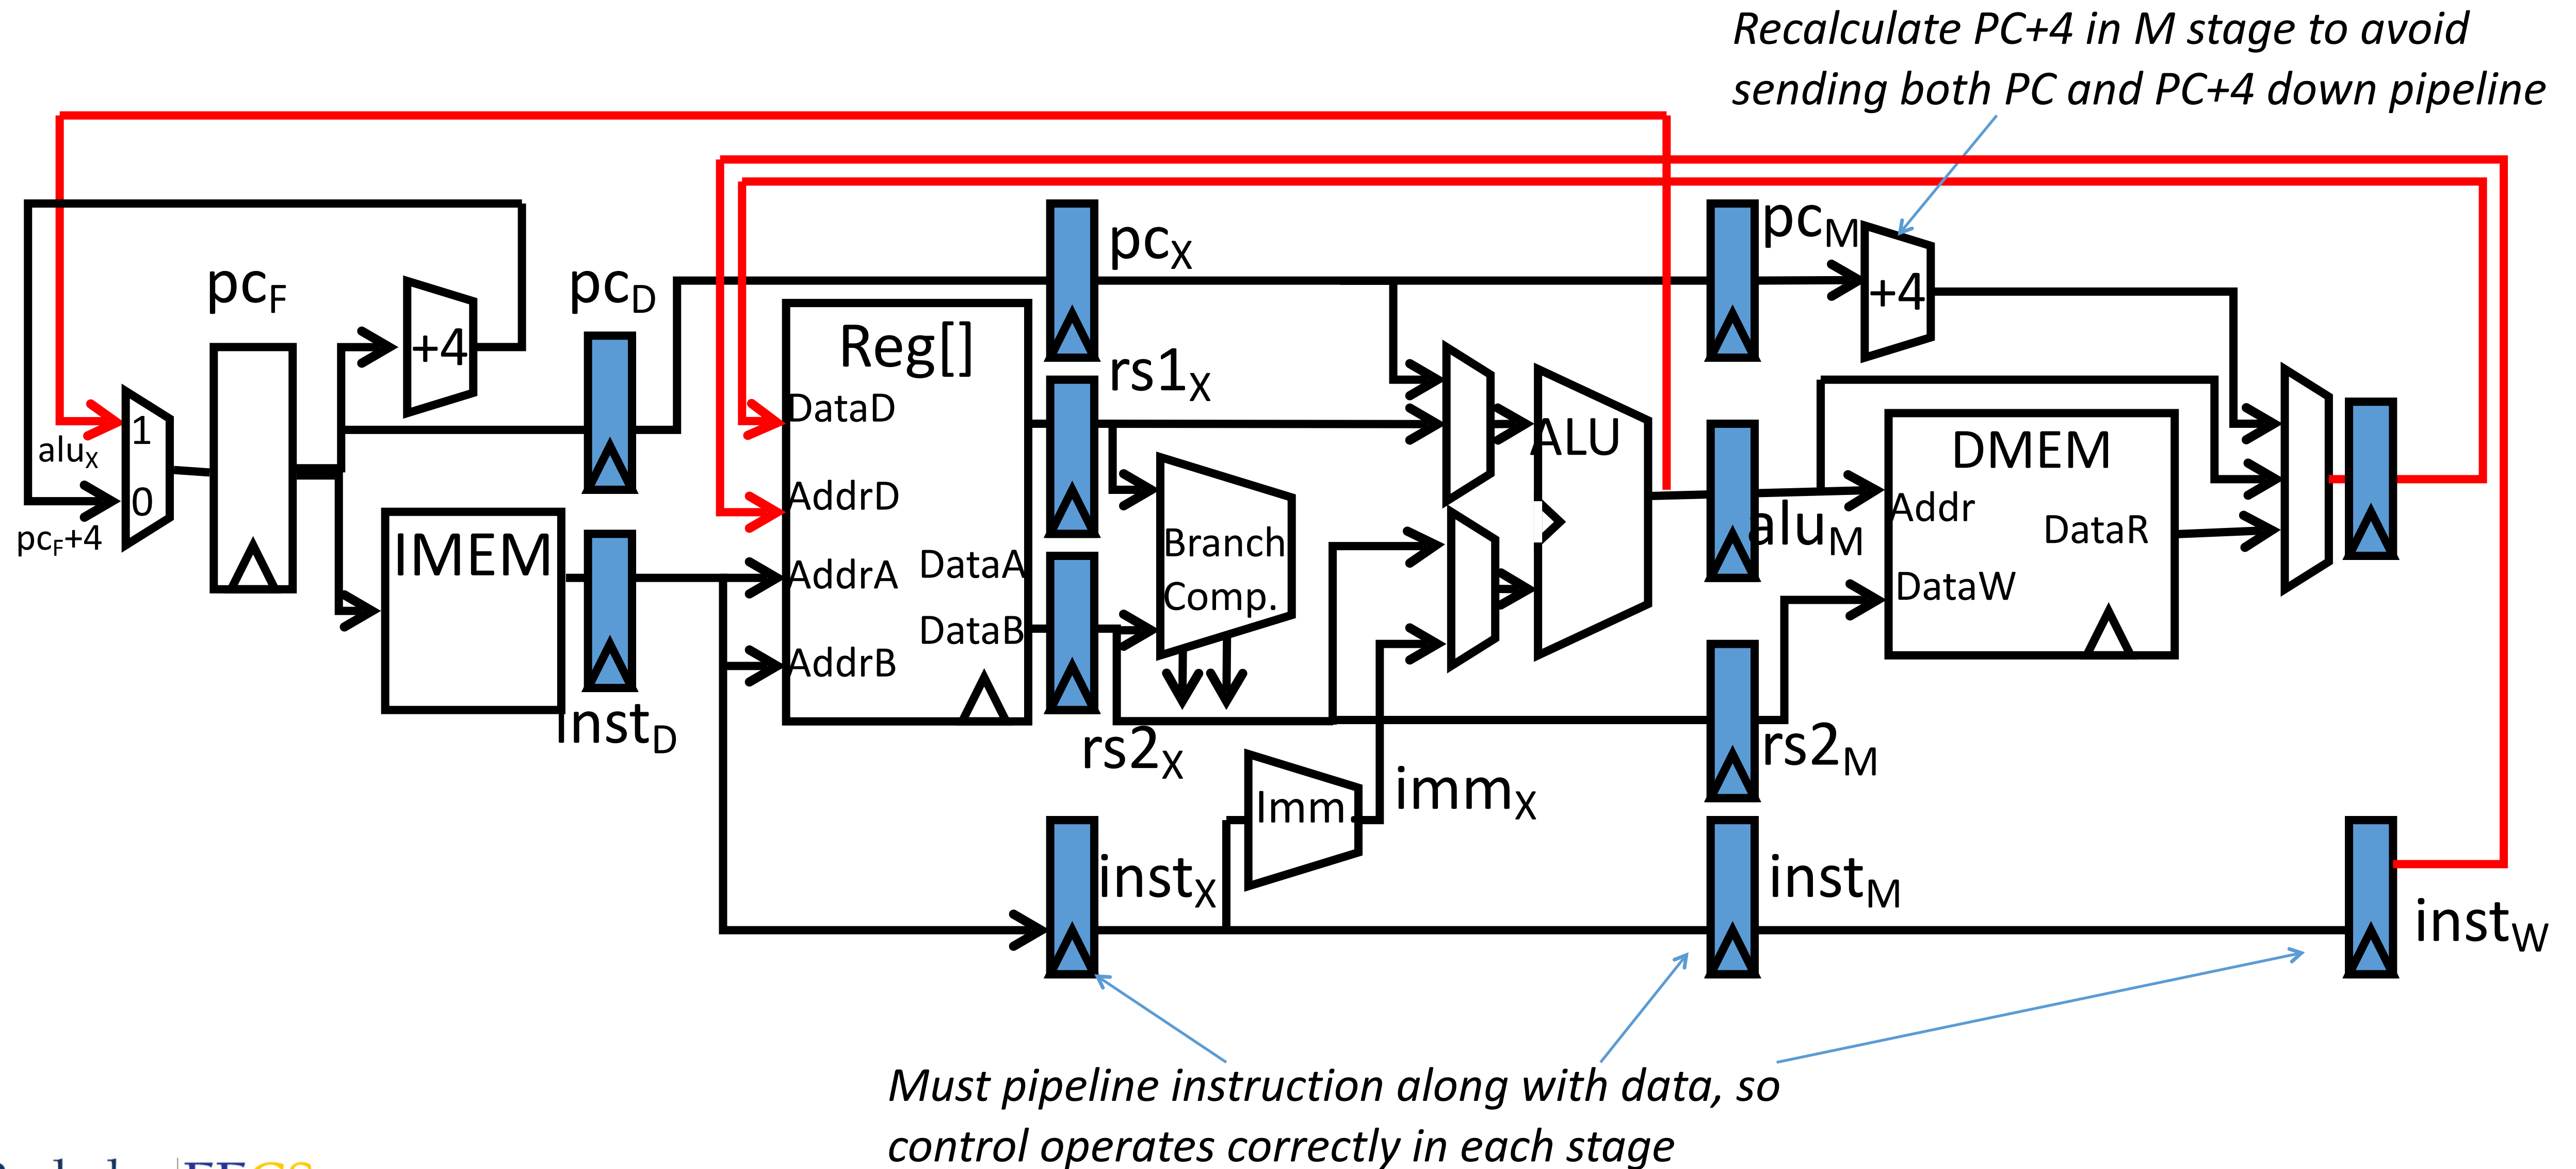 Recalculate PC+4 in M stage to avoid
sending both PC and PC+4 down pipeline
pcF
+4
pcD
Reg[]
DataD
AddrD
AddrA
AddrB
DataA
DataB
pcX
rs1X
Branch
Comp.
ALU
pcM
+4
1
0
aluX
pcF+4
IMEM
instD
rs2X
Imm.
immX
aluM
DMEM
Addr
DataR
DataW
rs2M
instX
instM
instW
Must pipeline instruction along with data, so
control operates correctly in each stage